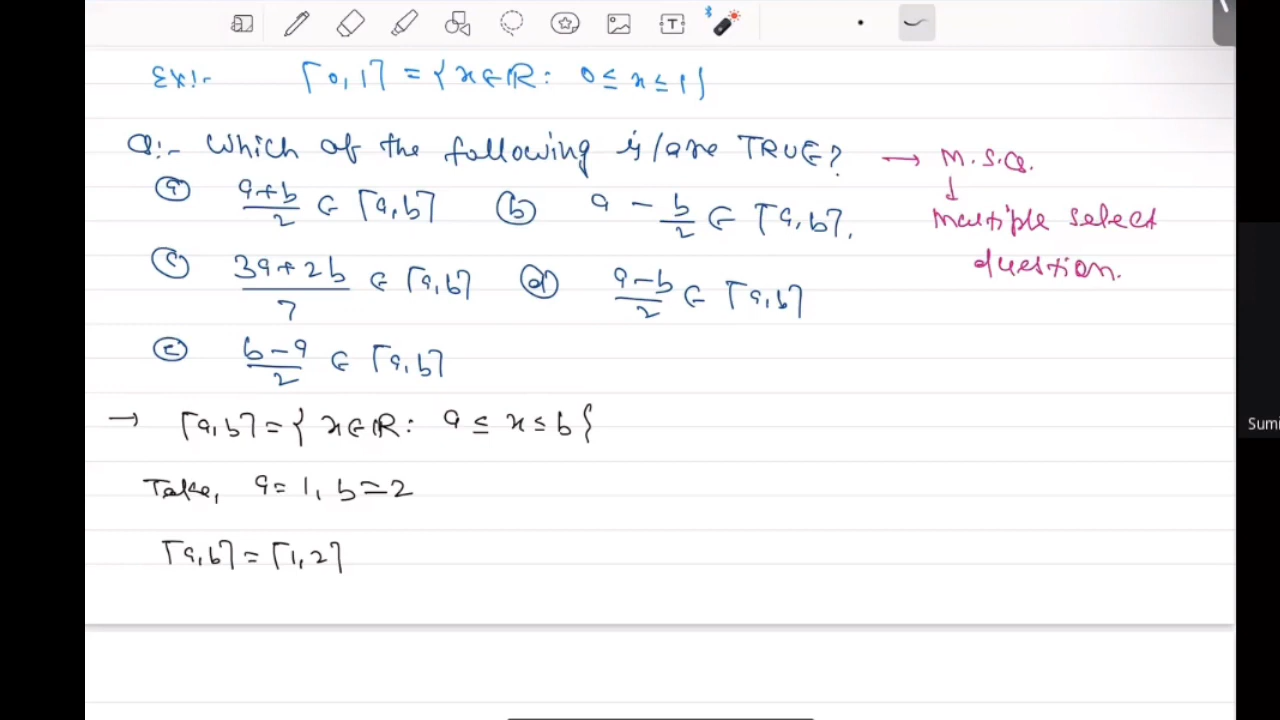 Ex:- [0,1] = {x∈R: 0≤x≤1}
Q:- Which of the following is/are TRUE? → M.S.Q.
↓
Multiple select question.
(a) (a+b)/2 ∈ [a,b] (b) a - b/2 ∈ [a,b].
(c) (3a+2b)/7 ∈ [a,b] (d) (a-b)/2 ∈ [a,b]
(e) (b-a)/2 ∈ [a,b]
→ [a,b] = {x∈R: a≤x≤b}
Take, a=1, b=2
[a,b] = [1,2]
Sumi